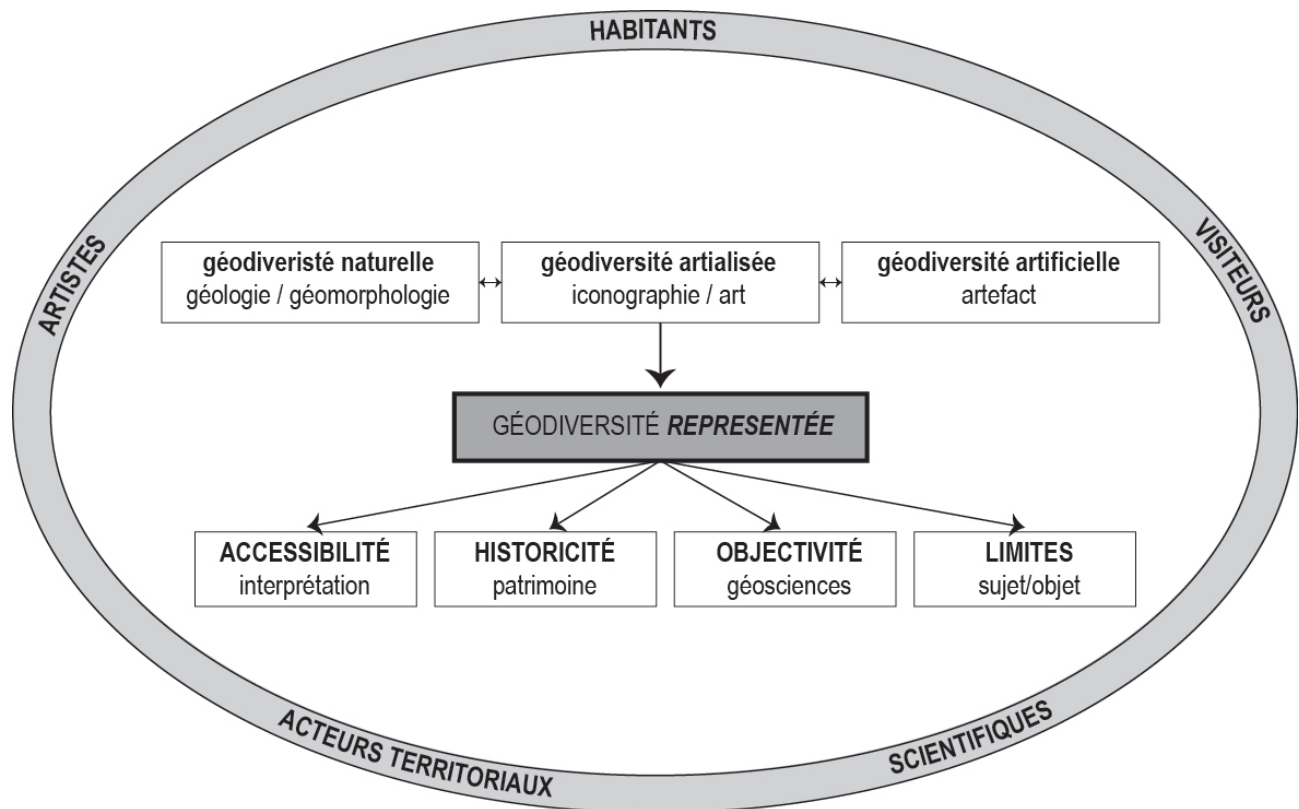 HABITANTS
ARTISTES
VISITEURS
géodiveristé naturelle
géologie / géomorphologie
géodiversité artialisée
iconographie / art
géodiversité artificielle
artefact
GÉODIVERSITÉ REPRESENTÉE
ACCESSIBILITÉ
interprétation
HISTORICITÉ
patrimoine
OBJECTIVITÉ
géosciences
LIMITES
sujet/objet
ACTEURS TERRITORIAUX
SCIENTIFIQUES